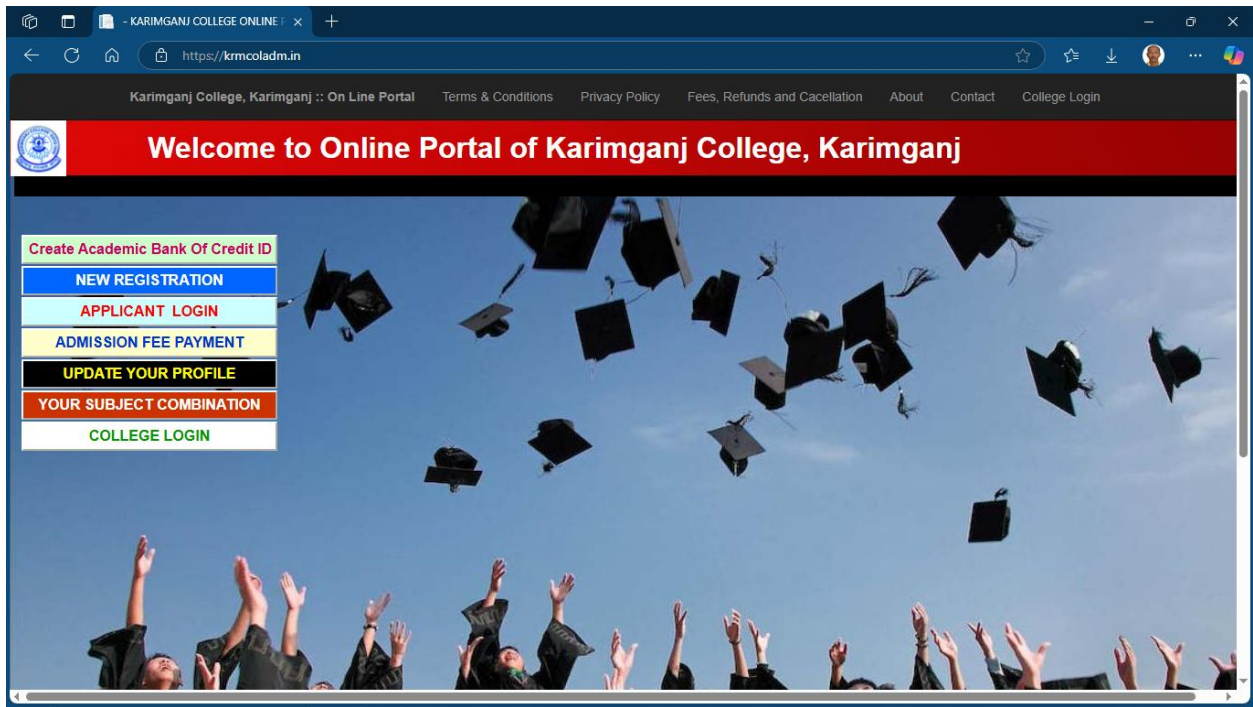 - KARIMGANJ COLLEGE ONLINE
https://krmcoladm.in
Karimganj College, Karimganj :: On Line Portal Terms & Conditions Privacy Policy Fees, Refunds and Cacellation About Contact College Login
Welcome to Online Portal of Karimganj College, Karimganj
Create Academic Bank Of Credit ID
NEW REGISTRATION
APPLICANT LOGIN
ADMISSION FEE PAYMENT
UPDATE YOUR PROFILE
YOUR SUBJECT COMBINATION
COLLEGE LOGIN